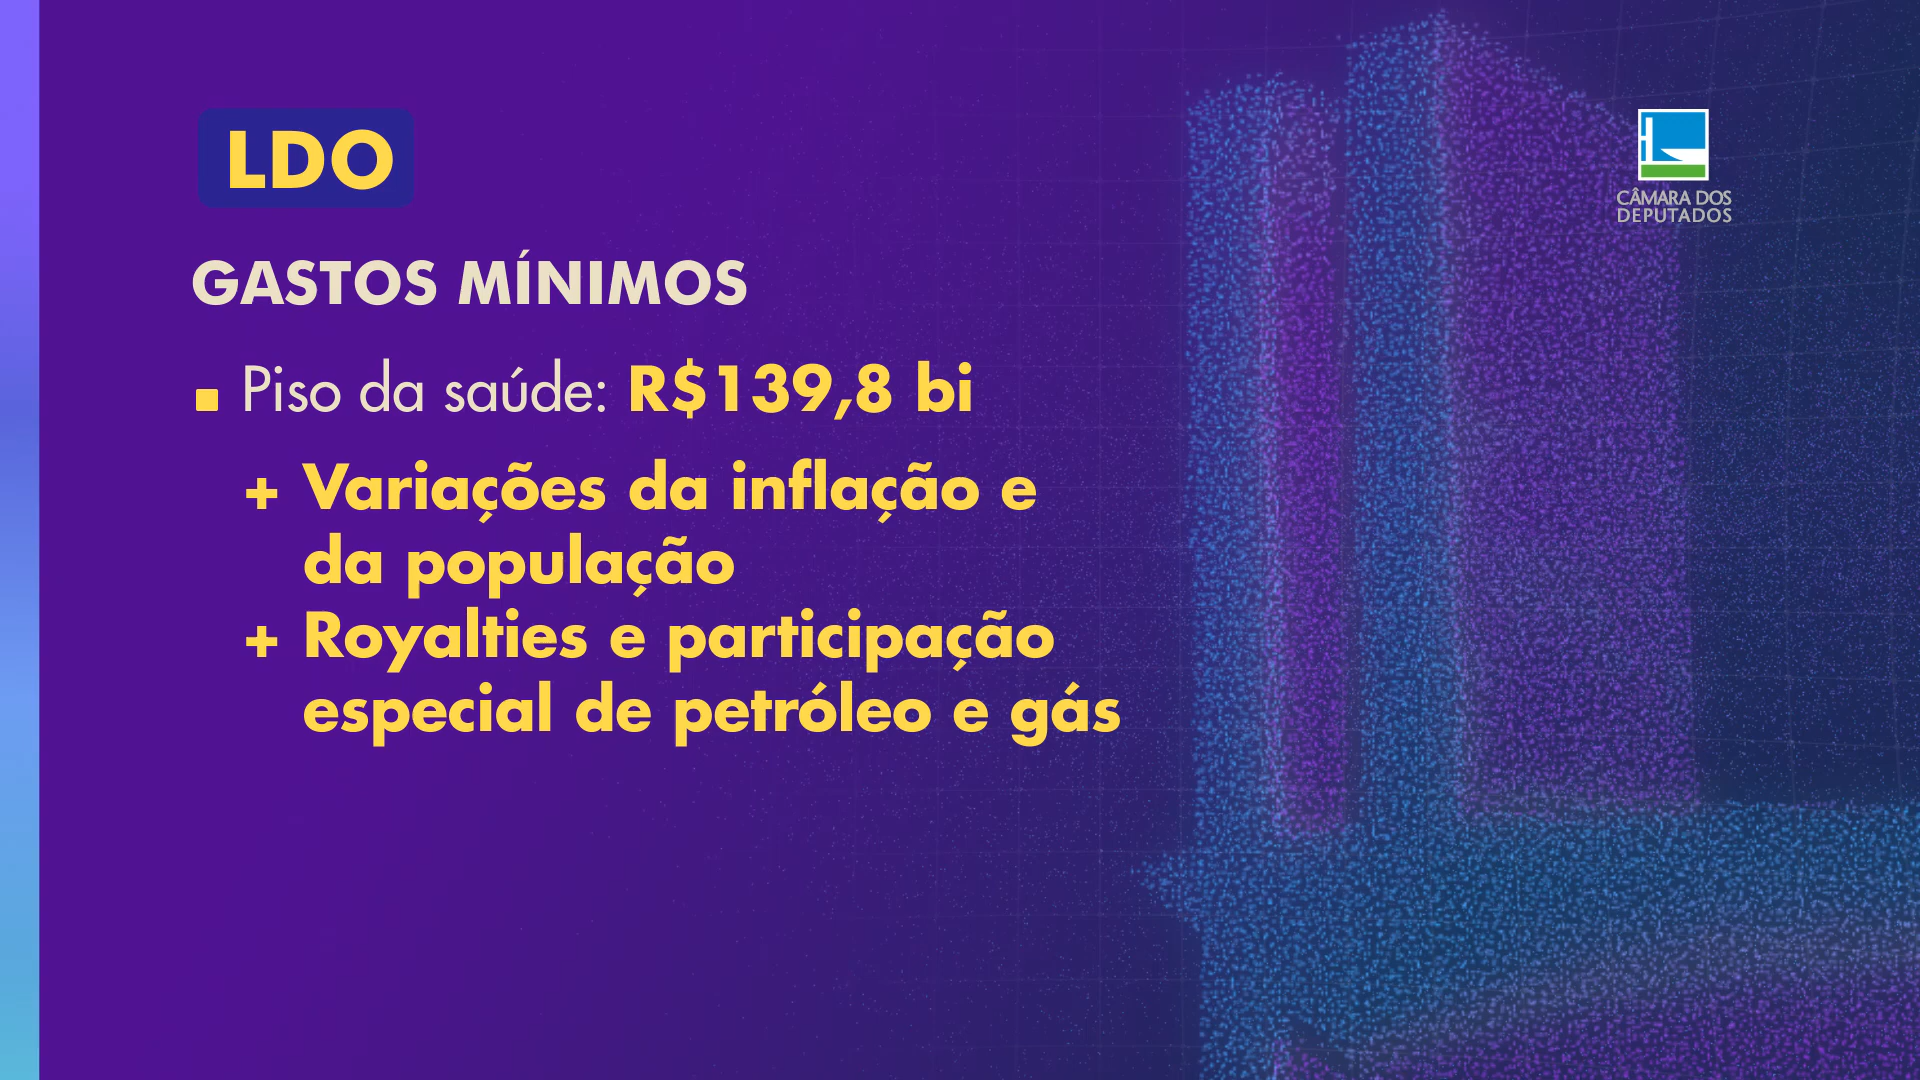 LDO
CÂMARA DOS
DEPUTADOS
GASTOS MÍNIMOS
Piso da saúde: R$139,8 bi
+ Variações da inflação e
da população
+ Royalties e participação
especial de petróleo e gás